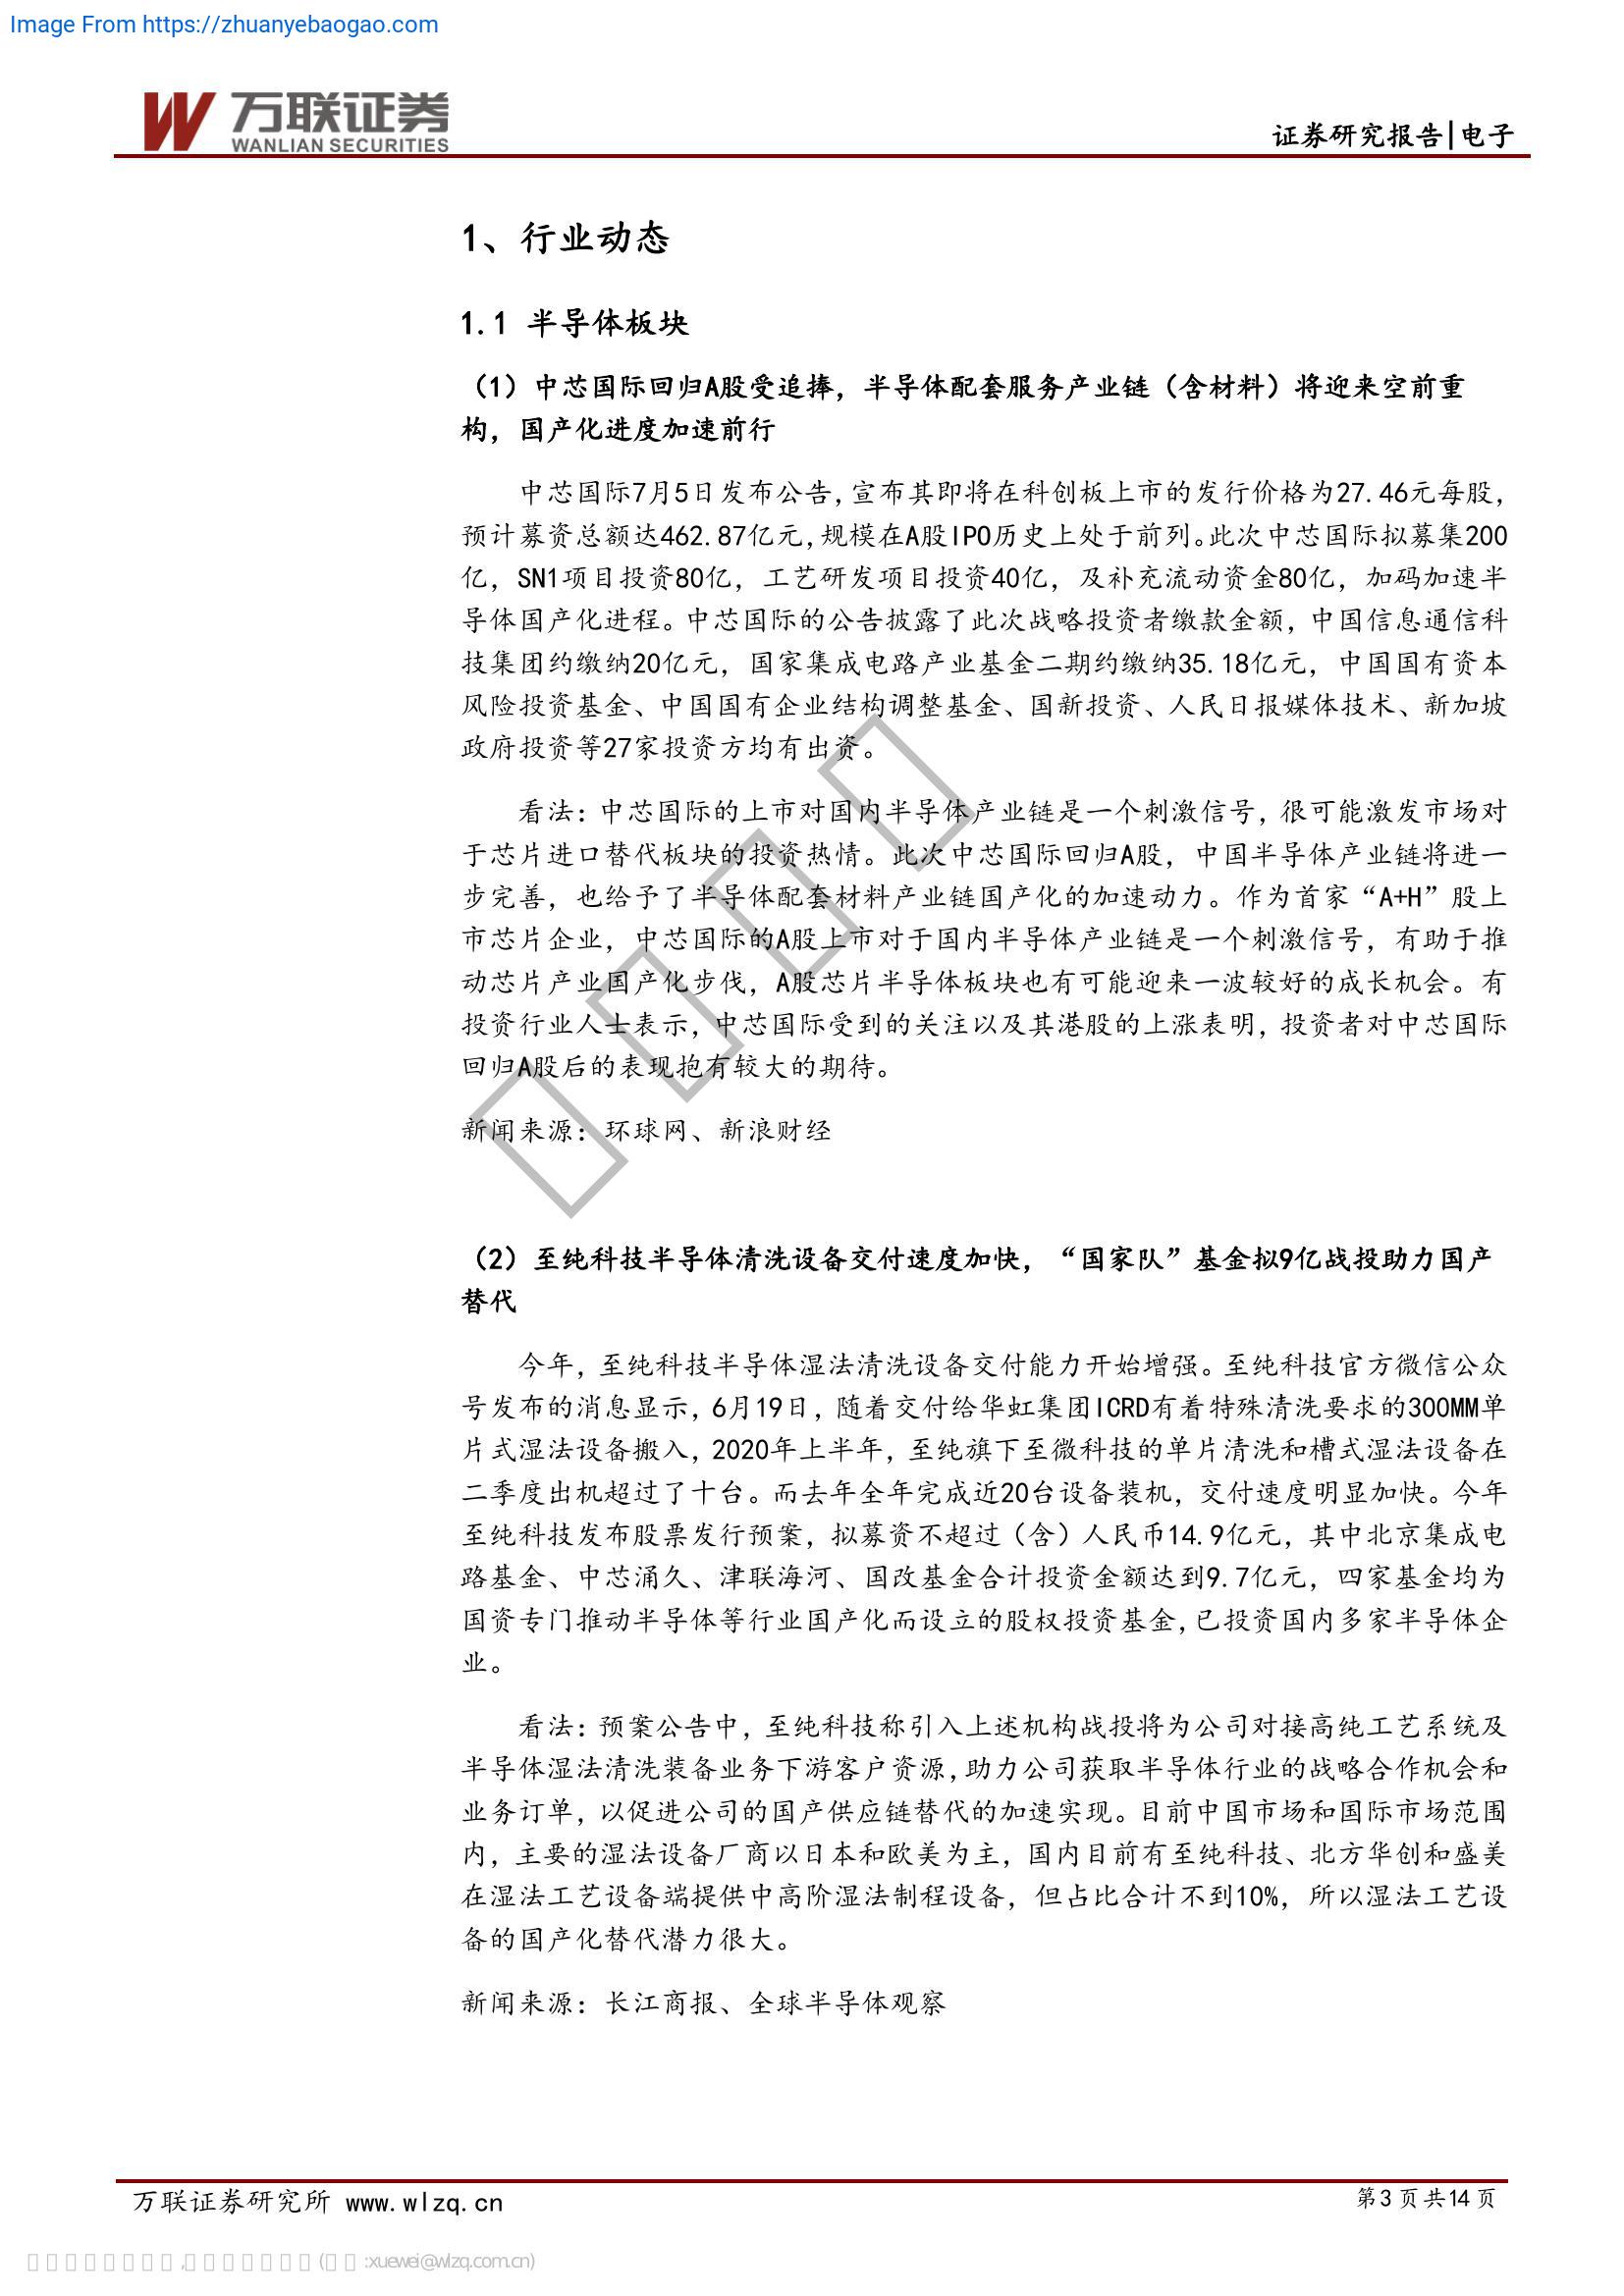 Image From https://zhuanyebaogao.com
万联证券
WANLIAN SECURITIES
证券研究报告|电子
1、行业动态
1.1 半导体板块
（1）中芯国际回归A股受追捧，半导体配套服务产业链（含材料）将迎来空前重
构，国产化进度加速前行
中芯国际7月5日发布公告，宣布其即将在科创板上市的发行价格为27.46元每股，
预计募资总额达462.87亿元，规模在A股IPO历史上处于前列。此次中芯国际拟募集200
亿，SN1项目投资80亿，工艺研发项目投资40亿，及补充流动资金80亿，加码加速半
导体国产化进程。中芯国际的公告披露了此次战略投资者缴款金额，中国信息通信科
技集团约缴纳20亿元，国家集成电路产业基金二期约缴纳35.18亿元，中国国有资本
风险投资基金、中国国有企业结构调整基金、国新投资、人民日报媒体技术、新加坡
政府投资等27家投资方均有出资。
看法：中芯国际的上市对国内半导体产业链是一个刺激信号，很可能激发市场对
于芯片进口替代板块的投资热情。此次中芯国际回归A股，中国半导体产业链将进一
步完善，也给予了半导体配套材料产业链国产化的加速动力。作为首家“A+H”股上
市芯片企业，中芯国际的A股上市对于国内半导体产业链是一个刺激信号，有助于推
动芯片产业国产化步伐，A股芯片半导体板块也有可能迎来一波较好的成长机会。有
投资行业人士表示，中芯国际受到的关注以及其港股的上涨表明，投资者对中芯国际
回归A股后的表现抱有较大的期待。
新闻来源：环球网、新浪财经
（2）至纯科技半导体清洗设备交付速度加快，“国家队”基金拟9亿战投助力国产
替代
今年，至纯科技半导体湿法清洗设备交付能力开始增强。至纯科技官方微信公众
号发布的消息显示，6月19日，随着交付给华虹集团ICRD有着特殊清洗要求的300MM单
片式湿法设备搬入，2020年上半年，至纯旗下至微科技的单片清洗和槽式湿法设备在
二季度出机超过了十台。而去年全年完成近20台设备装机，交付速度明显加快。今年
至纯科技发布股票发行预案，拟募资不超过（含）人民币14.9亿元，其中北京集成电
路基金、中芯涌久、津联海河、国改基金合计投资金额达到9.7亿元，四家基金均为
国资专门推动半导体等行业国产化而设立的股权投资基金，已投资国内多家半导体企
业。
看法：预案公告中，至纯科技称引入上述机构战投将为公司对接高纯工艺系统及
半导体湿法清洗装备业务下游客户资源，助力公司获取半导体行业的战略合作机会和
业务订单，以促进公司的国产供应链替代的加速实现。目前中国市场和国际市场范围
内，主要的湿法设备厂商以日本和欧美为主，国内目前有至纯科技、北方华创和盛美
在湿法工艺设备端提供中高阶湿法制程设备，但占比合计不到10%，所以湿法工艺设
备的国产化替代潜力很大。
新闻来源：长江商报、全球半导体观察
万联证券研究所 www.wlzq.cn
第3页共14页
:xuewei@wlzq.com.cn)